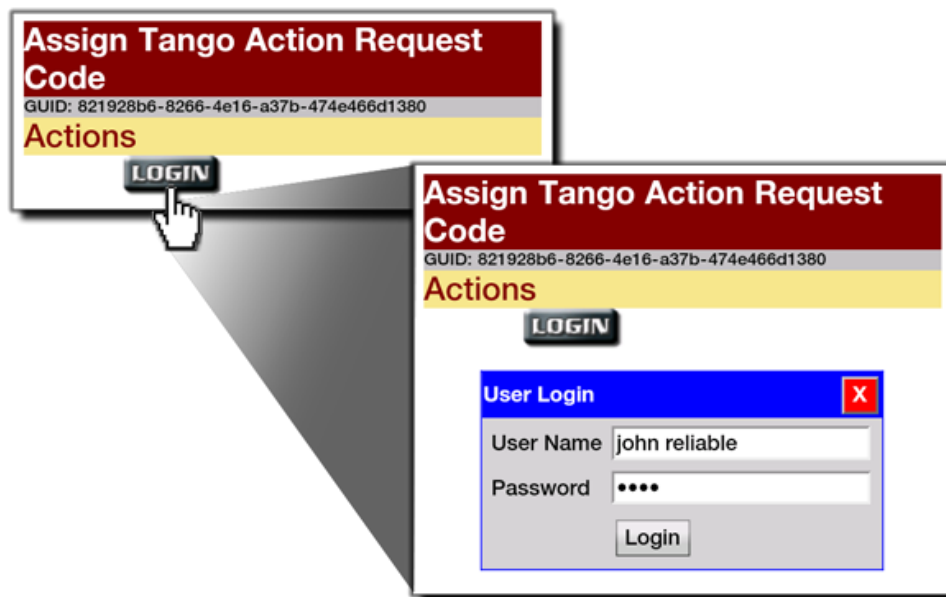 Assign Tango Action Request
Code
GUID: 821928b6-8266-4e16-a37b-474e466d1380
Actions
LOGIN
Assign Tango Action Request
Code
GUID: 821928b6-8266-4e16-a37b-474e466d1380
Actions
LOGIN
User Login X
User Name john reliable
Password ••••
Login